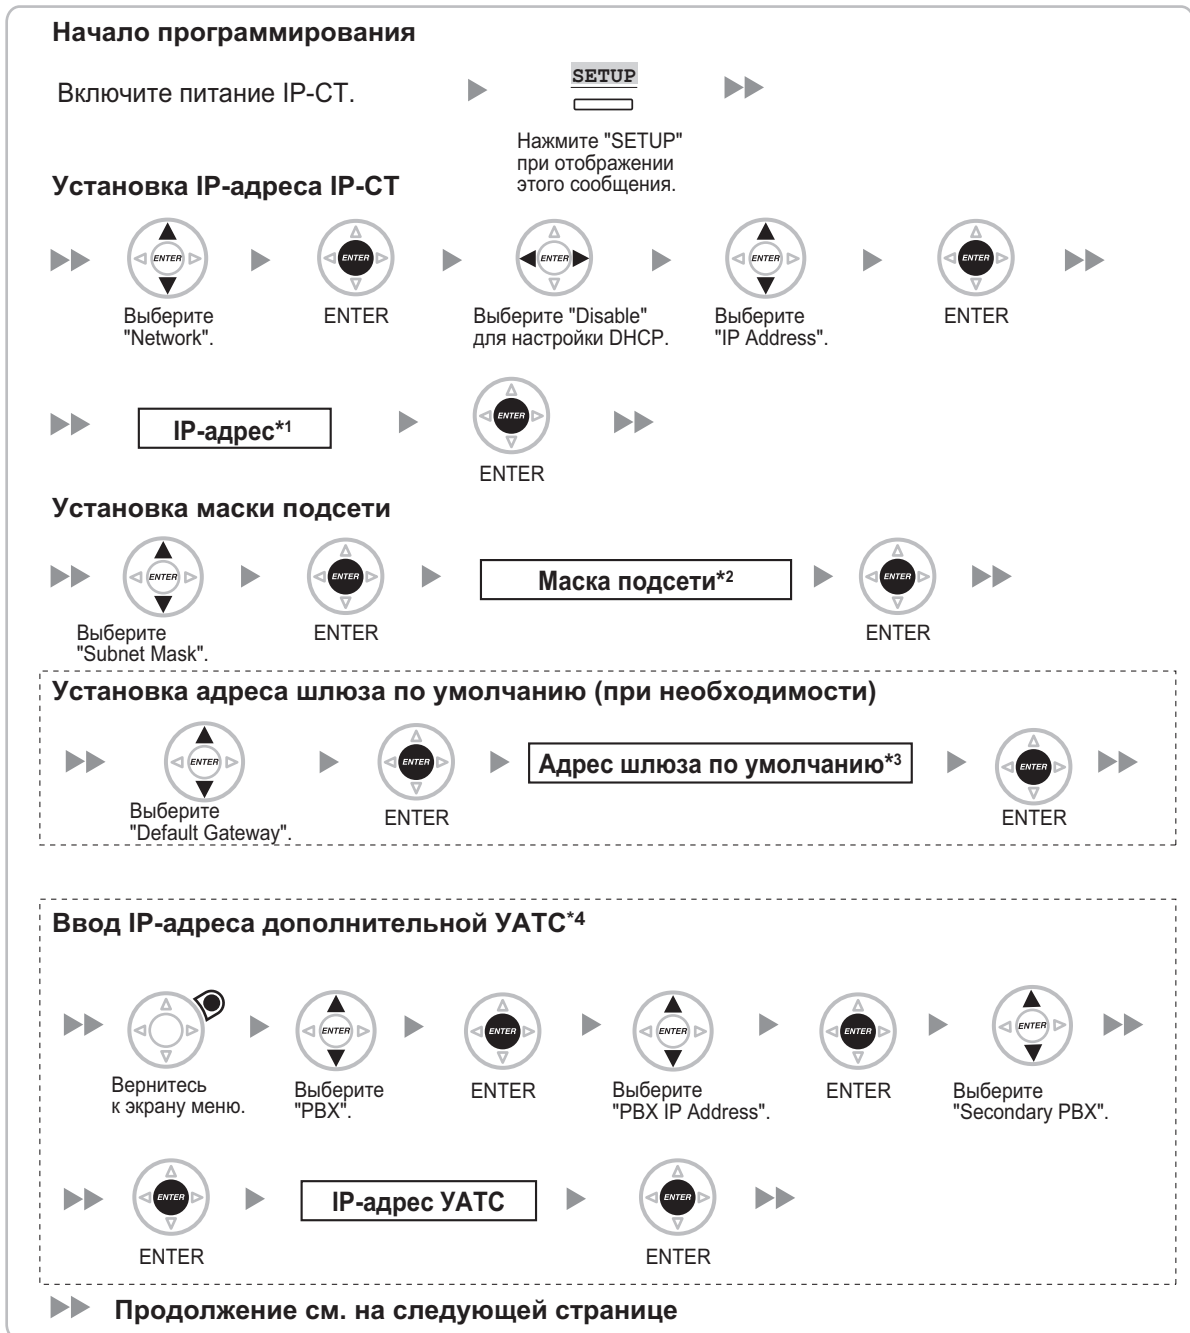 Начало программирования
Включите питание IP-СТ.
SETUP
Нажмите "SETUP"
при отображении
этого сообщения.
Установка IP-адреса IP-СТ
ENTER
ENTER
ENTER
ENTER
ENTER
Выберите
"Network".
ENTER
Выберите "Disable"
для настройки DHCP.
Выберите
"IP Address".
ENTER
IP-адрес*1
ENTER
ENTER
Установка маски подсети
ENTER
ENTER
Маска подсети*2
ENTER
Выберите
"Subnet Mask".
ENTER
ENTER
Установка адреса шлюза по умолчанию (при необходимости)
ENTER
ENTER
Адрес шлюза по умолчанию*3
ENTER
Выберите
"Default Gateway".
ENTER
ENTER
Ввод IP-адреса дополнительной УАТС*4
ENTER
ENTER
ENTER
ENTER
ENTER
Вернитесь
к экрану меню.
Выберите
"PBX".
ENTER
Выберите
"PBX IP Address".
ENTER
Выберите
"Secondary PBX".
ENTER
IP-адрес УАТС
ENTER
ENTER
ENTER
Продолжение см. на следующей странице